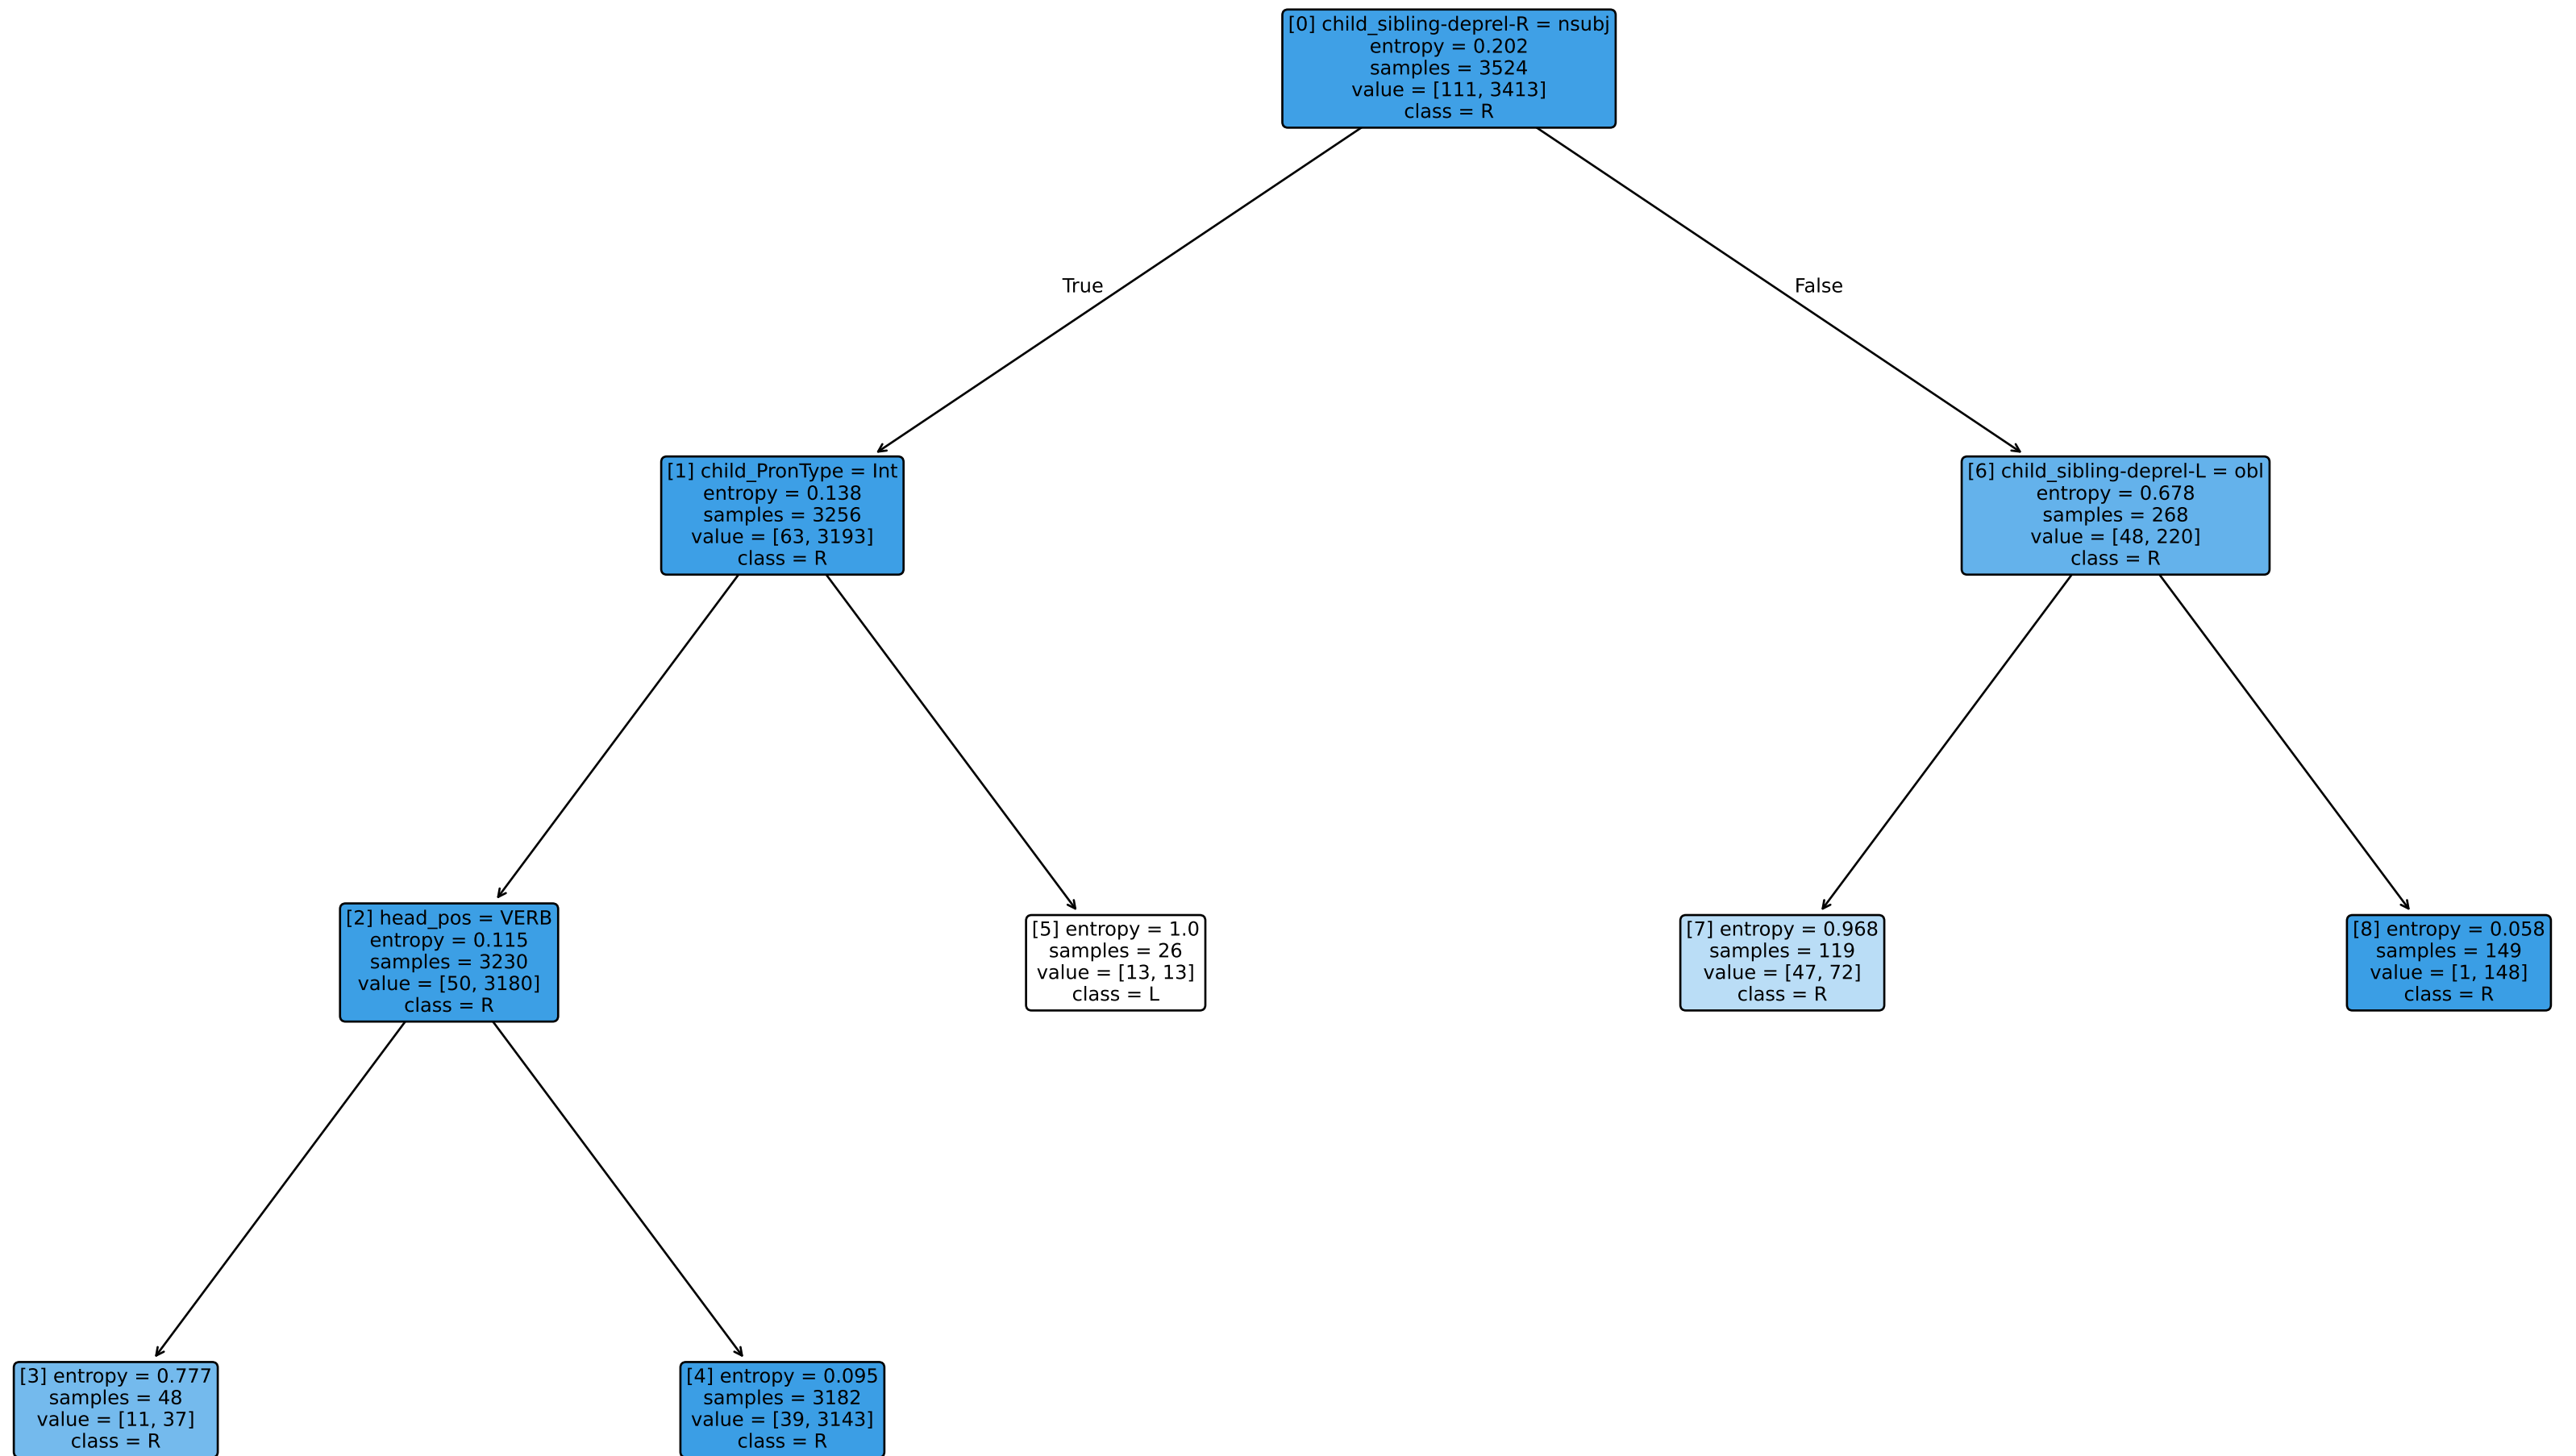 [0] child_sibling-deprel-R = nsubj
entropy = 0.202
samples = 3524
value = [111, 3413]
class = R
True
False
[1] child_PronType = Int
entropy = 0.138
samples = 3256
value = [63, 3193]
class = R
[6] child_sibling-deprel-L = obl
entropy = 0.678
samples = 268
value = [48, 220]
class = R
[2] head_pos = VERB
entropy = 0.115
samples = 3230
value = [50, 3180]
class = R
[5] entropy = 1.0
samples = 26
value = [13, 13]
class = L
[7] entropy = 0.968
samples = 119
value = [47, 72]
class = R
[8] entropy = 0.058
samples = 149
value = [1, 148]
class = R
[3] entropy = 0.777
samples = 48
value = [11, 37]
class = R
[4] entropy = 0.095
samples = 3182
value = [39, 3143]
class = R